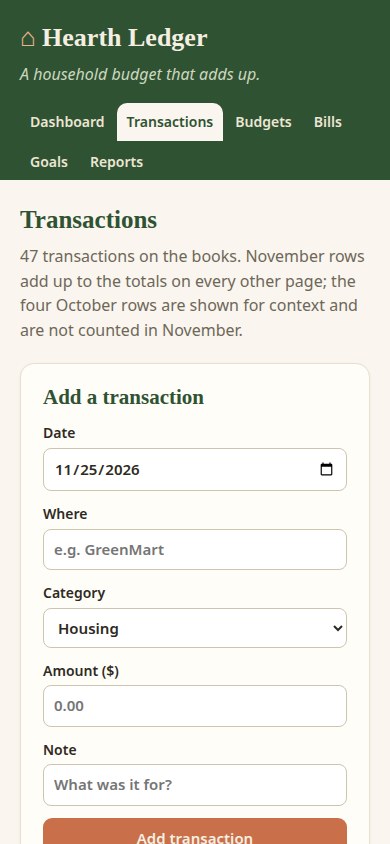 ⌂ Hearth Ledger
A household budget that adds up.
Dashboard Transactions Budgets Bills
Goals Reports
Transactions
47 transactions on the books. November rows
add up to the totals on every other page; the
four October rows are shown for context and
are not counted in November.
Add a transaction
Date
11/25/2026
Where
e.g. GreenMart
Category
Housing
Amount ($)
0.00
Note
What was it for?
Add transaction